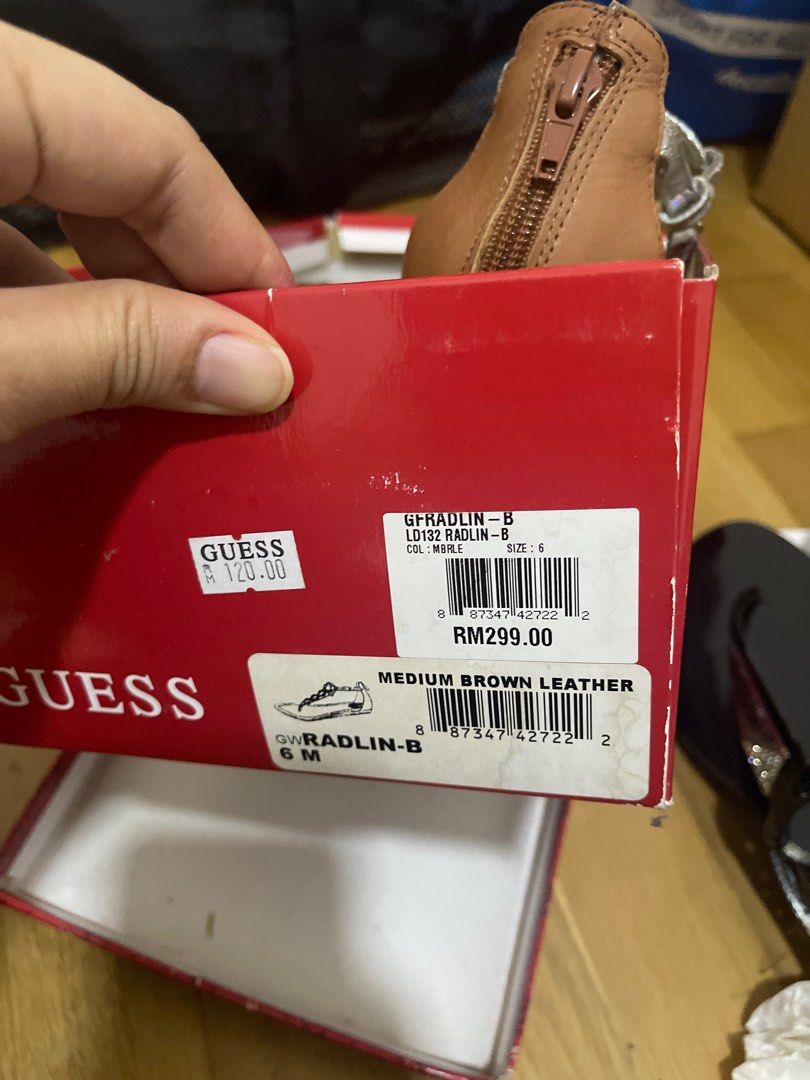 GFRADLIN-B
LD132 RADLIN-B
COL : MBRLE SIZE : 6
8 87347 42722 2
RM299.00
GUESS
RM 120.00
GUESS
MEDIUM BROWN LEATHER
8 87347 42722 2
GWRADLIN-B
6 M